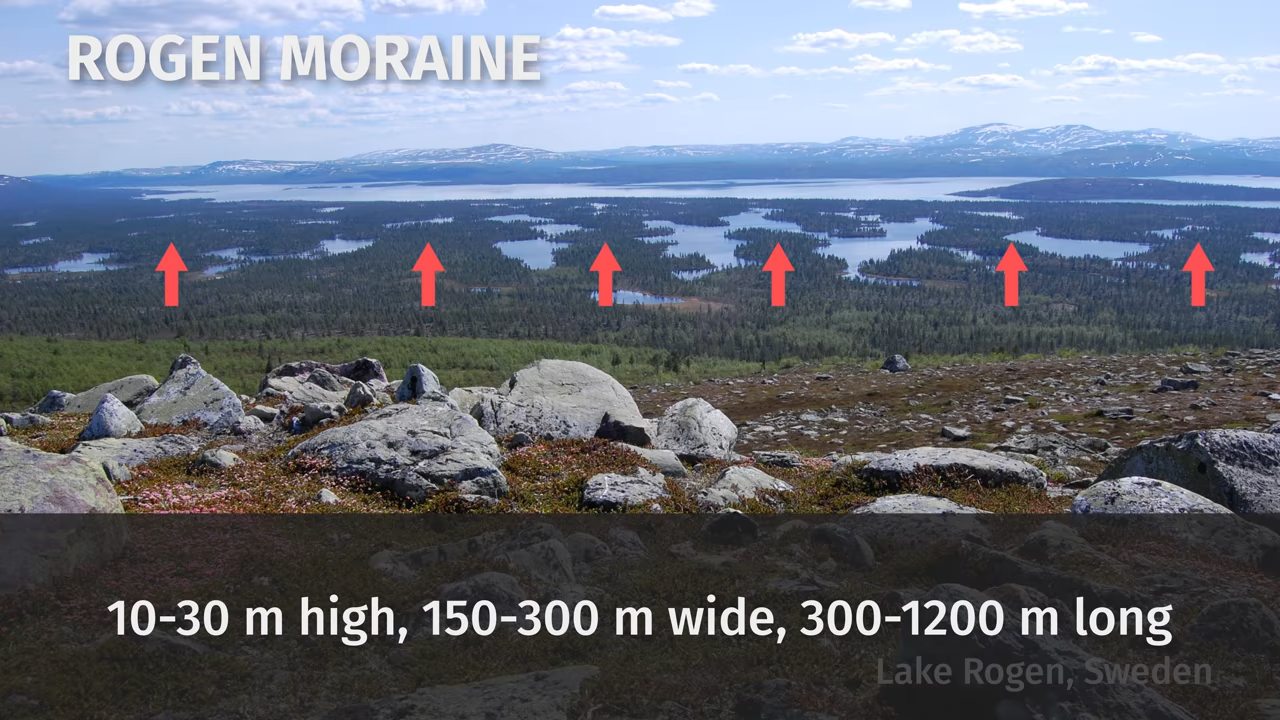 ROGEN MORAINE
10-30 m high, 150-300 m wide, 300-1200 m long
Lake Rogen, Sweden